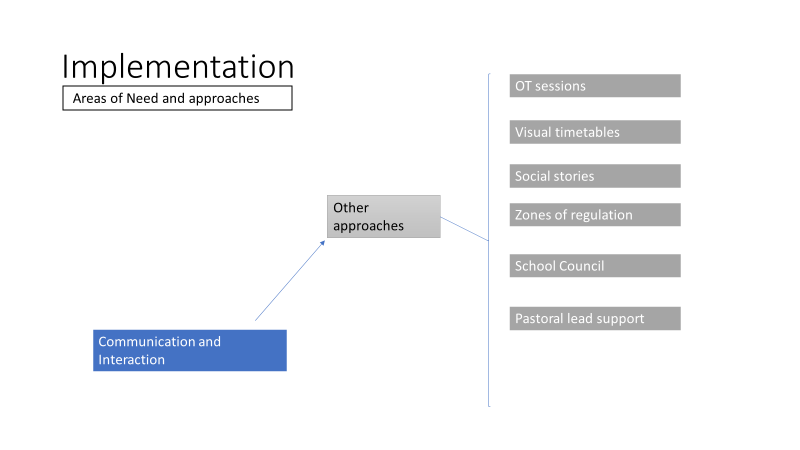 Implementation
Areas of Need and approaches
OT sessions
Visual timetables
Social stories
Other
approaches
Zones of regulation
School Council
Pastoral lead support
Communication and
Interaction